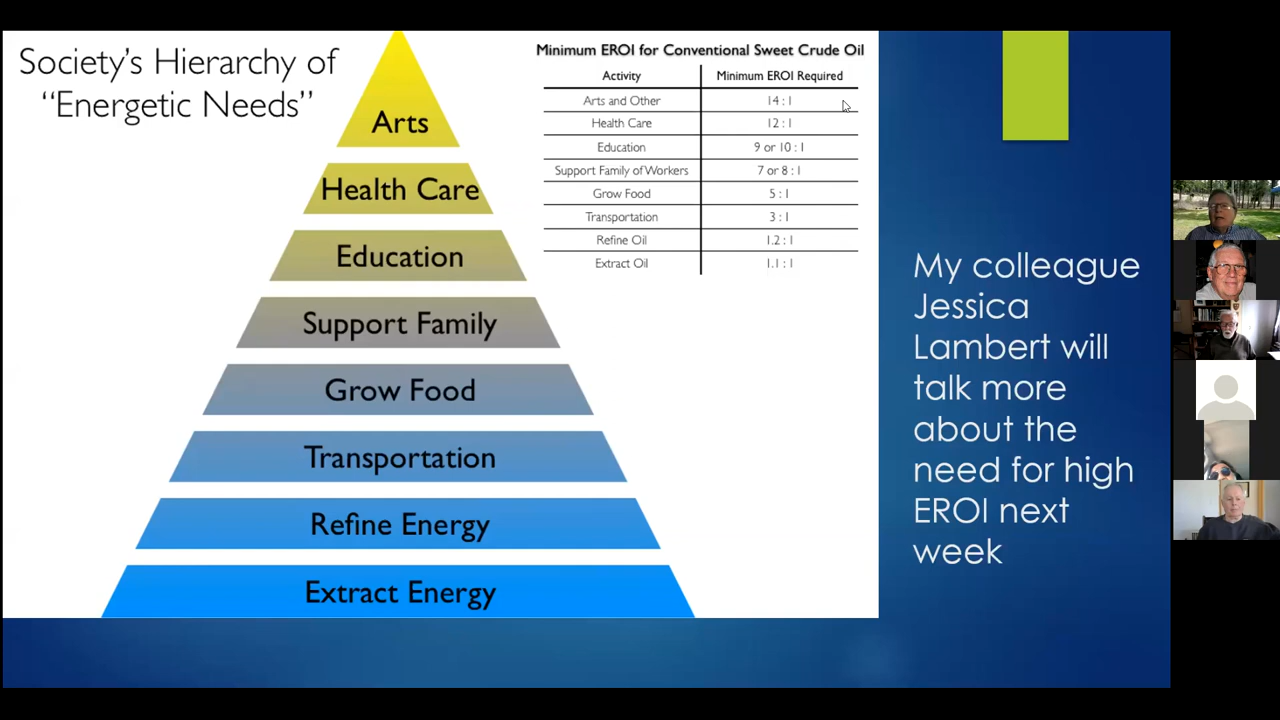 Society's Hierarchy of
"Energetic Needs"
Arts
Health Care
Education
Support Family
Grow Food
Transportation
Refine Energy
Extract Energy
Minimum EROI for Conventional Sweet Crude Oil
Activity Minimum EROI Required
Arts and Other 14 : 1
Health Care 12 : 1
Education 9 or 10 : 1
Support Family of Workers 7 or 8 : 1
Grow Food 5 : 1
Transportation 3 : 1
Refine Oil 1.2 : 1
Extract Oil 1.1 : 1
My colleague
Jessica
Lambert will
talk more
about the
need for high
EROI next
week